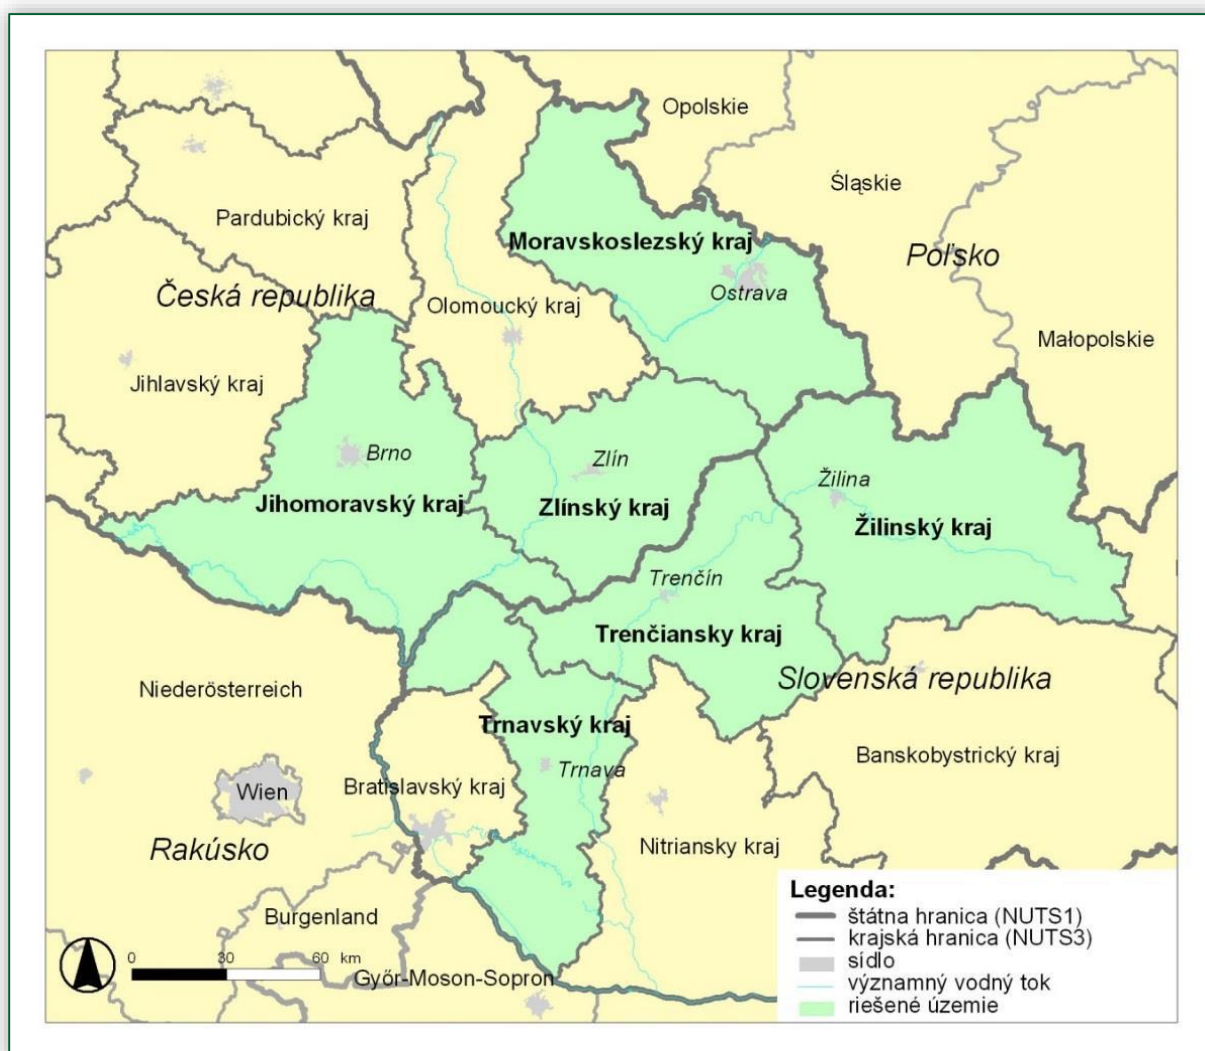 Opolskie
Śląskie
Pardubický kraj
Moravskoslezský kraj
Poľsko
Česká republika
Ostrava
Olomoucký kraj
Małopolskie
Jihlavský kraj
Brno
Zlín
Žilina
Jihomoravský kraj
Zlínský kraj
Žilinský kraj
Trenčín
Trenčiansky kraj
Niederösterreich
Slovenská republika
Trnavský kraj
Banskobystrický kraj
Trnava
Wien
Bratislavský kraj
Rakúsko
Nitriansky kraj
Legenda:
štátna hranica (NUTS1)
krajská hranica (NUTS3)
sídlo
významný vodný tok
riešené územie
Burgenland
0 30 60 km
Győr-Moson-Sopron